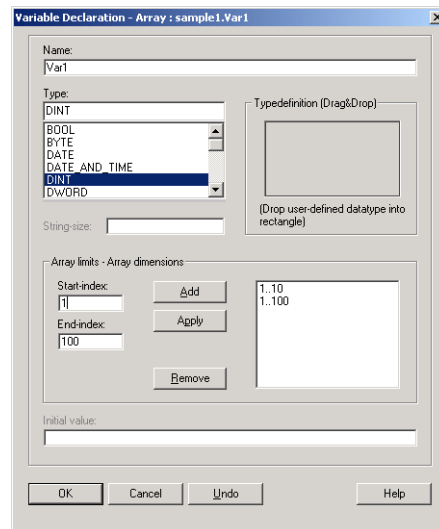 Variable Declaration - Array : sample1.Var1
Name:
Var1
Type:
DINT
BOOL
BYTE
DATE
DATE_AND_TIME
DINT
DWORD
Typedefinition (Drag&Drop)
(Drop user-defined datatype into
rectangle)
String-size:
Array limits - Array dimensions
Start-index:
1
End-index:
100
Add
Apply
Remove
1..10
1..100
Initial value:
OK
Cancel
Undo
Help